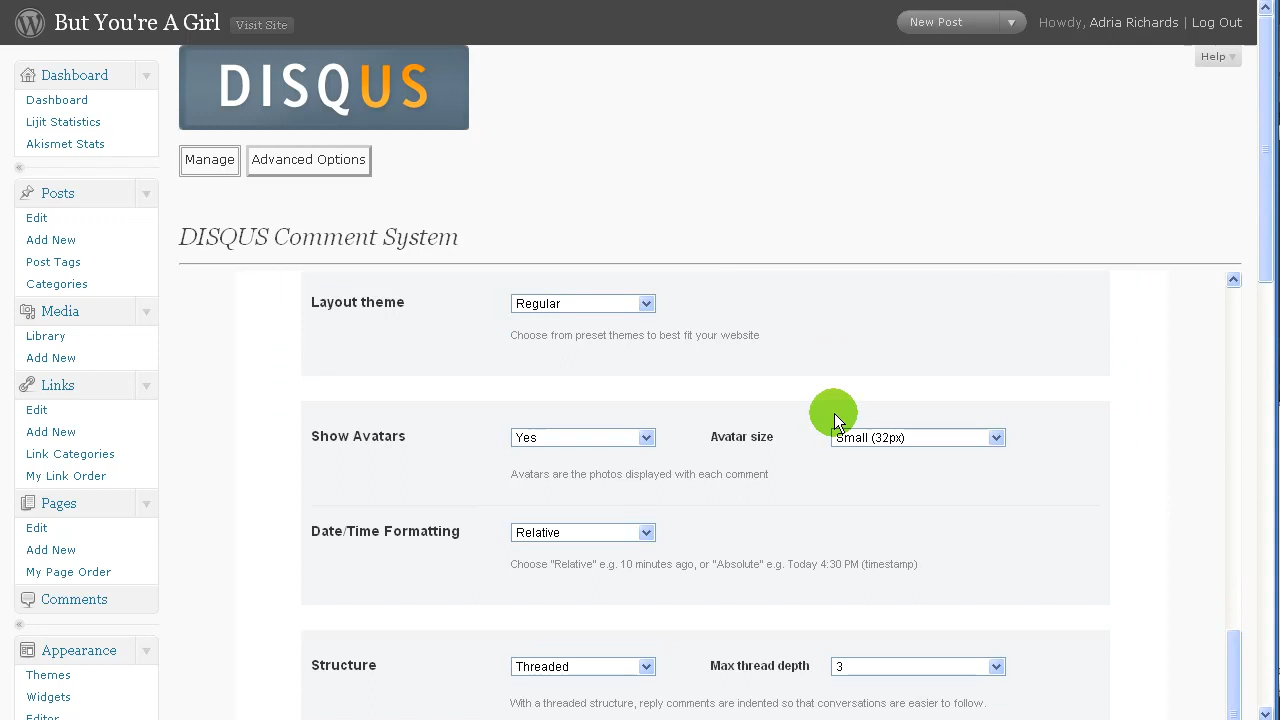 But You're A Girl Visit Site New Post Howdy, Adria Richards | Log Out
Help
DISQUS
Manage Advanced Options
DISQUS Comment System
Dashboard
Dashboard
Lijit Statistics
Akismet Stats
Posts
Edit
Add New
Post Tags
Categories
Media
Library
Add New
Links
Edit
Add New
Link Categories
My Link Order
Pages
Edit
Add New
My Page Order
Comments
Appearance
Themes
Widgets
Editor
Layout theme Regular
Choose from preset themes to best fit your website
Show Avatars Yes Avatar size Small (32px)
Avatars are the photos displayed with each comment
Date/Time Formatting Relative
Choose "Relative" e.g. 10 minutes ago, or "Absolute" e.g. Today 4:30 PM (timestamp)
Structure Threaded Max thread depth 3
With a threaded structure, reply comments are indented so that conversations are easier to follow.